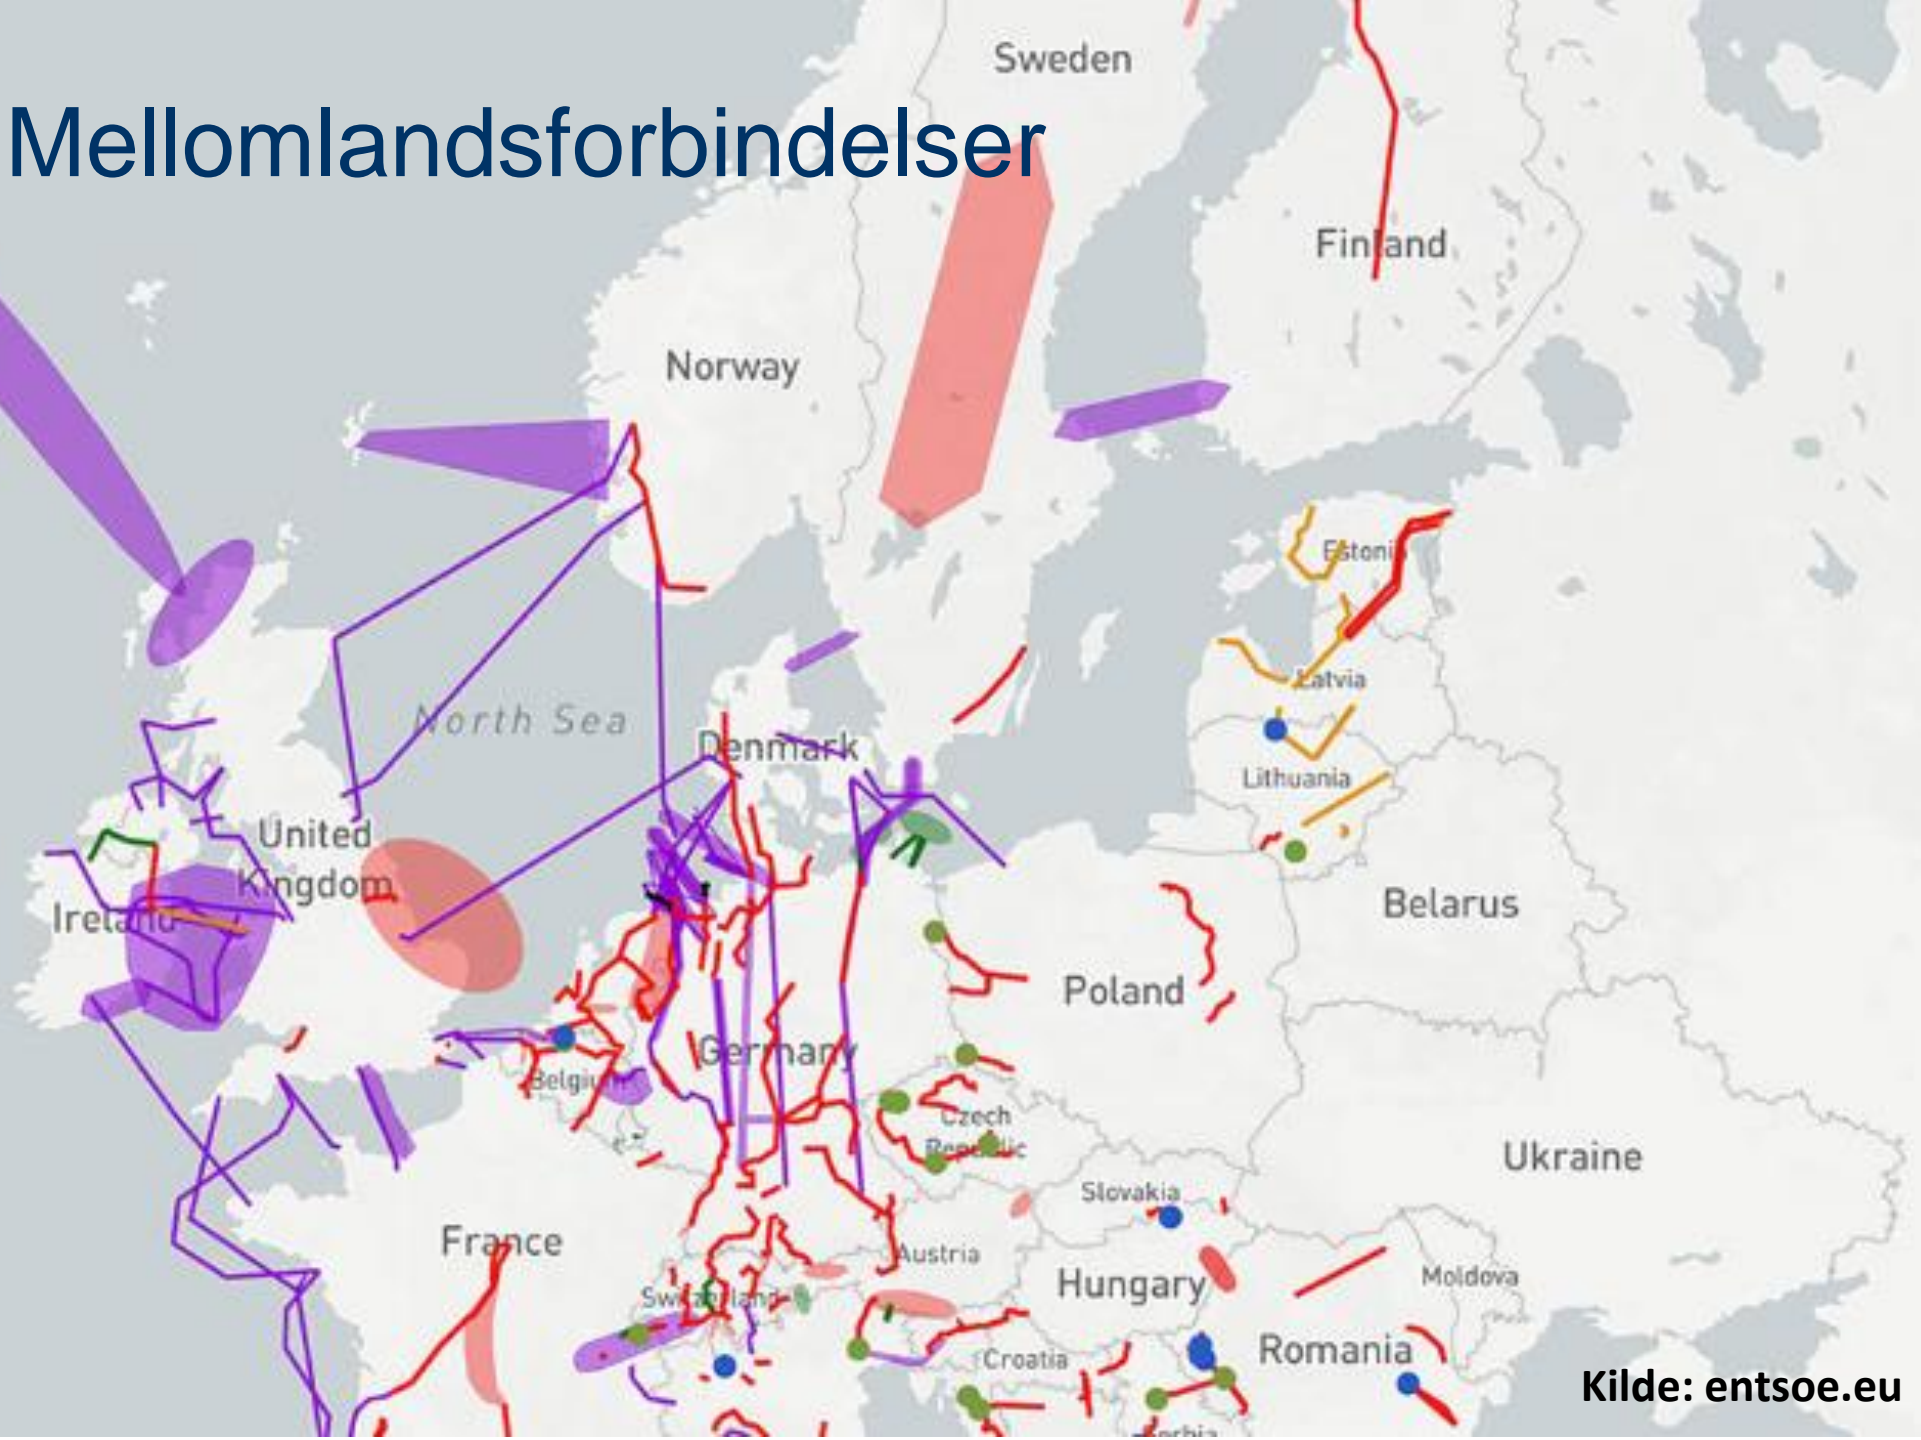 Sweden
Mellomlandsforbindelser
Finland
Norway
Estonia
Latvia
North Sea
Denmark
Lithuania
United
Kingdom
Ireland
Belarus
Poland
Germany
Belgium
Czech
Republic
Ukraine
Slovakia
France
Austria
Hungary
Moldova
Switzerland
Romania
Croatia
Kilde: entsoe.eu
Serbia